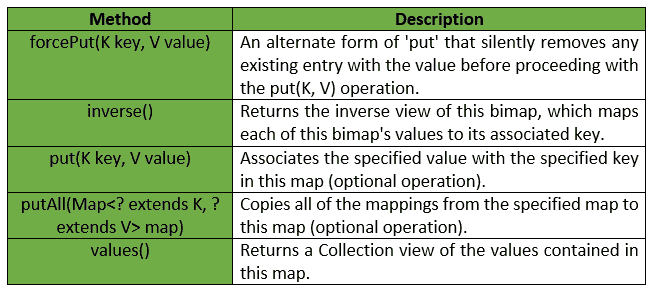 Method Description
forcePut(K key, V value) An alternate form of 'put' that silently removes any
existing entry with the value before proceeding with
the put(K, V) operation.
inverse() Returns the inverse view of this bimap, which maps
each of this bimap's values to its associated key.
put(K key, V value) Associates the specified value with the specified key
in this map (optional operation).
putAll(Map<? extends K, ? Copies all of the mappings from the specified map to
extends V> map) this map (optional operation).
values() Returns a Collection view of the values contained in
this map.